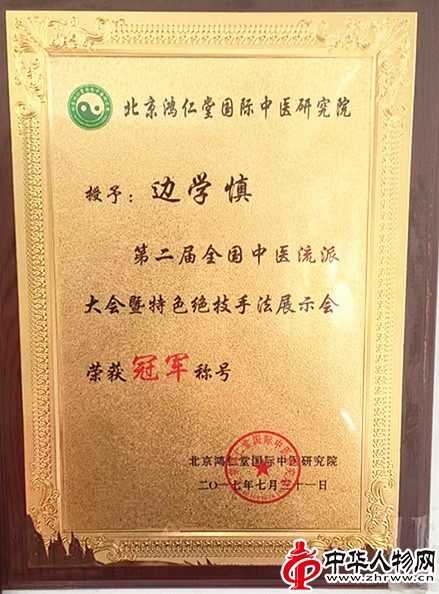 北京鸿仁堂国际中医研究院
授予：边学慎
第二届全国中医流派
大会暨特色绝技手法展示会
荣获冠军称号
北京鸿仁堂国际中医研究院
二〇一七年七月三十一日
中华人物网
www.zhrww.cn